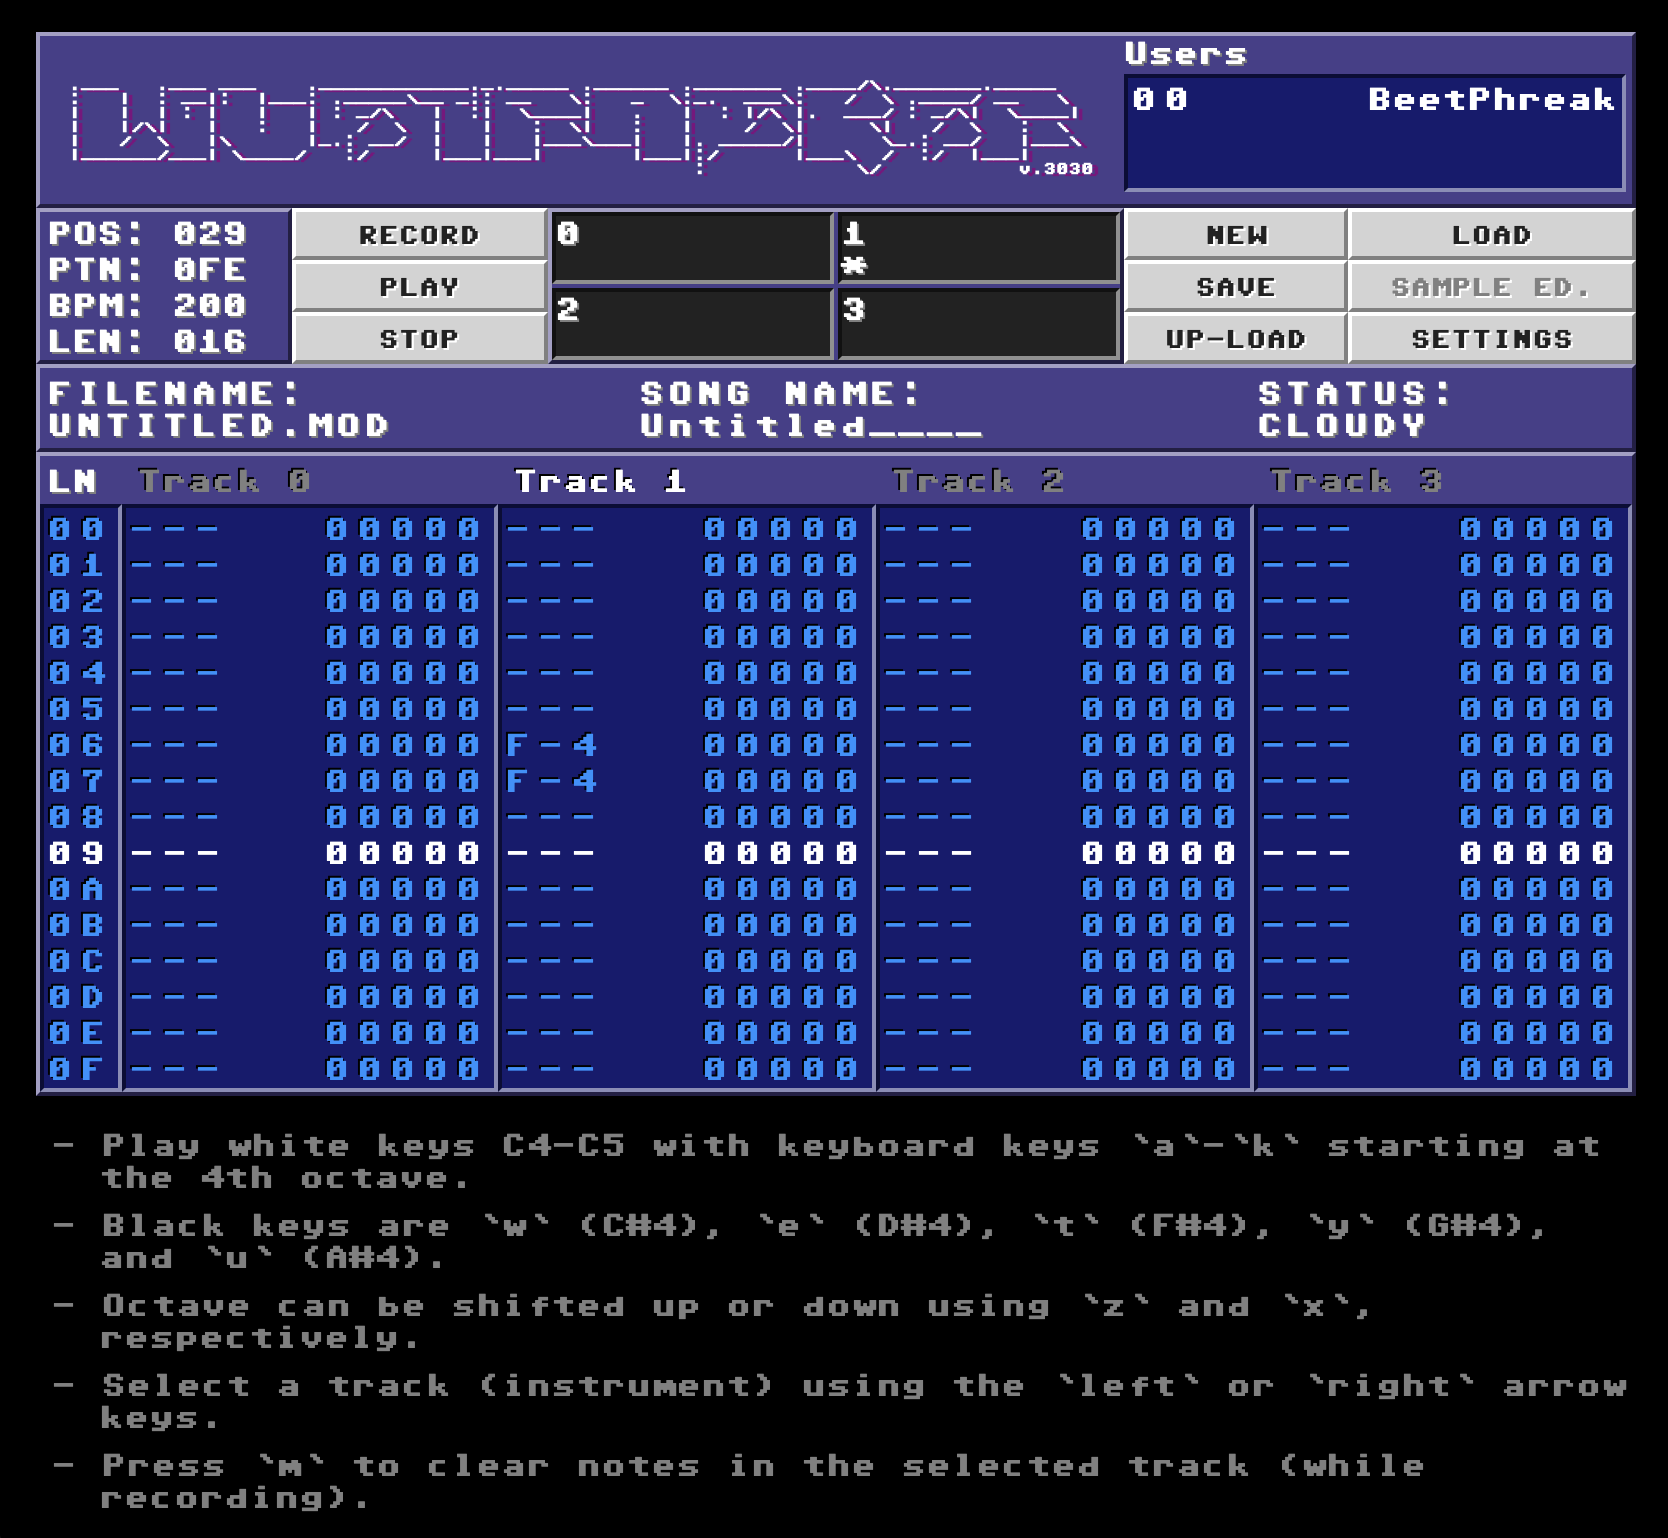 v.3030
Users
00 BeetPhreak
POS: 029
PTN: 0FE
BPM: 200
LEN: 016
RECORD
PLAY
STOP
0
1
*
2
3
NEW
LOAD
SAVE
SAMPLE ED.
UP-LOAD
SETTINGS
FILENAME:
UNTITLED.MOD
SONG NAME:
Untitled____
STATUS:
CLOUDY
LN Track 0 Track 1 Track 2 Track 3
00 --- 00000 --- 00000 --- 00000 --- 00000
01 --- 00000 --- 00000 --- 00000 --- 00000
02 --- 00000 --- 00000 --- 00000 --- 00000
03 --- 00000 --- 00000 --- 00000 --- 00000
04 --- 00000 --- 00000 --- 00000 --- 00000
05 --- 00000 --- 00000 --- 00000 --- 00000
06 --- 00000 F-4 00000 --- 00000 --- 00000
07 --- 00000 F-4 00000 --- 00000 --- 00000
08 --- 00000 --- 00000 --- 00000 --- 00000
09 --- 00000 --- 00000 --- 00000 --- 00000
0A --- 00000 --- 00000 --- 00000 --- 00000
0B --- 00000 --- 00000 --- 00000 --- 00000
0C --- 00000 --- 00000 --- 00000 --- 00000
0D --- 00000 --- 00000 --- 00000 --- 00000
0E --- 00000 --- 00000 --- 00000 --- 00000
0F --- 00000 --- 00000 --- 00000 --- 00000
- Play white keys C4-C5 with keyboard keys `a`-`k` starting at
the 4th octave.
- Black keys are `w` (C#4), `e` (D#4), `t` (F#4), `y` (G#4),
and `u` (A#4).
- Octave can be shifted up or down using `z` and `x`,
respectively.
- Select a track (instrument) using the `left` or `right` arrow
keys.
- Press `m` to clear notes in the selected track (while
recording).